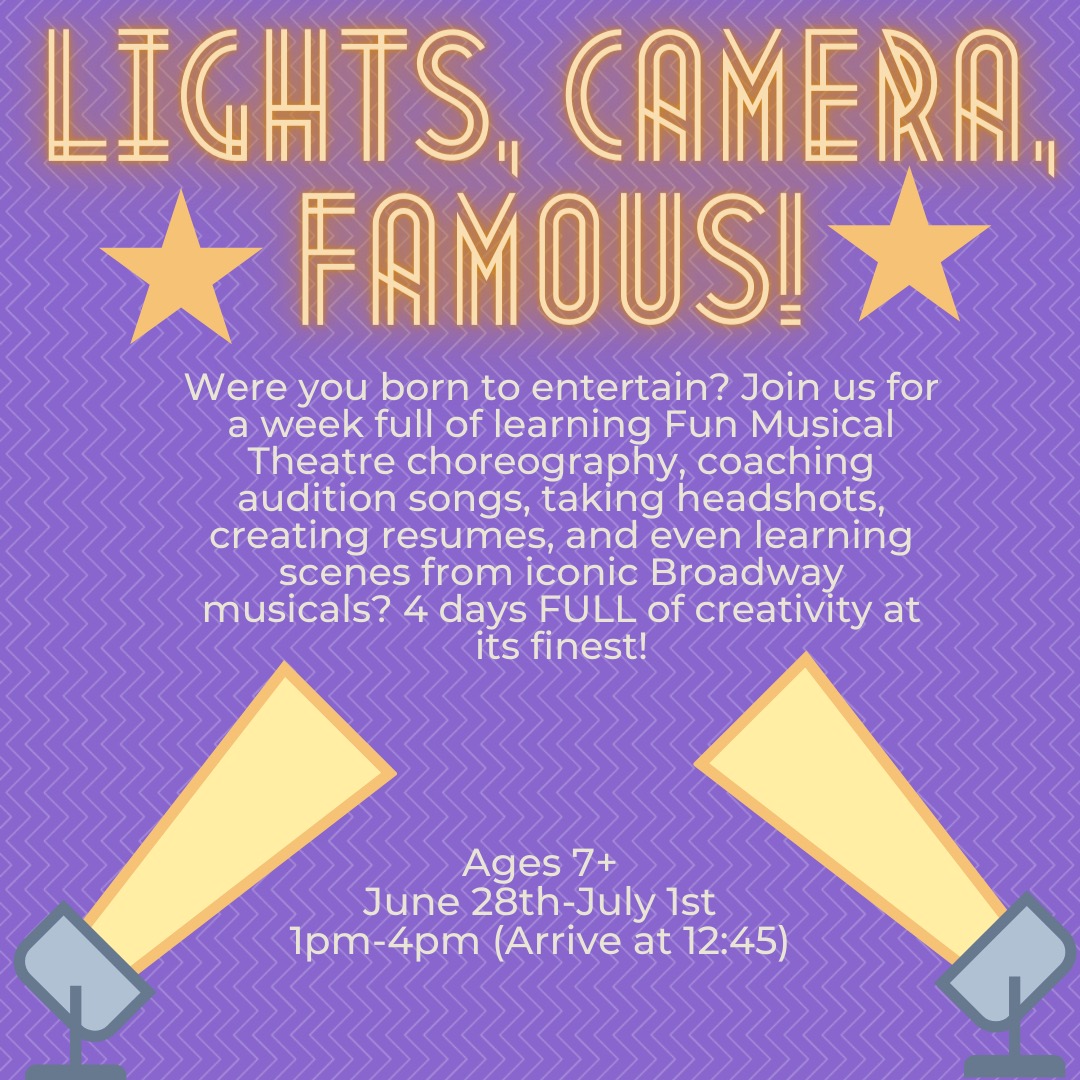 LIGHTS, CAMERA,
FAMOUS!
Were you born to entertain? Join us for
a week full of learning Fun Musical
Theatre choreography, coaching
audition songs, taking headshots,
creating resumes, and even learning
scenes from iconic Broadway
musicals? 4 days FULL of creativity at
its finest!
Ages 7+
June 28th-July 1st
1pm-4pm (Arrive at 12:45)